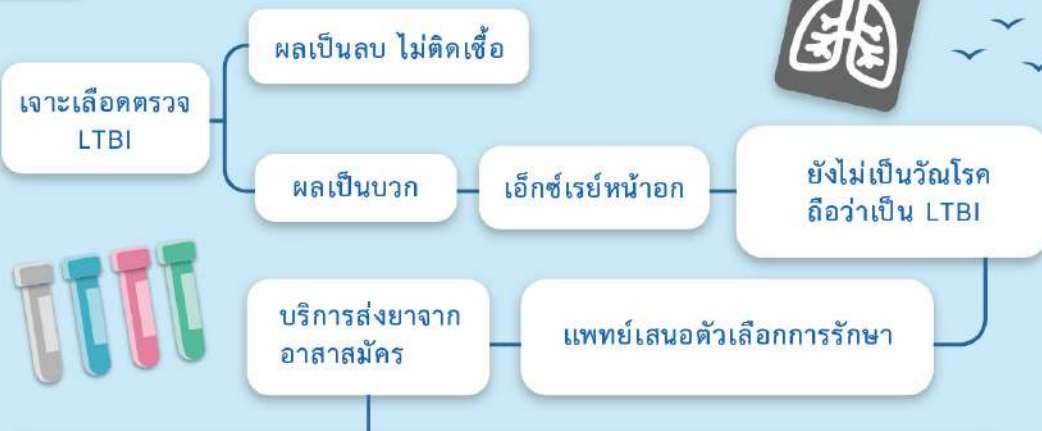 ผลเป็นลบ ไม่ติดเชื้อ
เจาะเลือดตรวจ
LTBI
ผลเป็นบวก
เอ็กซ์เรย์หน้าอก
ยังไม่เป็นวัณโรค
ถือว่าเป็น LTBI
บริการส่งยาจาก
อาสาสมัคร
แพทย์เสนอตัวเลือกการรักษา